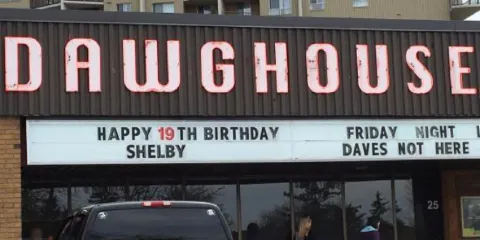 DAWGHOUSE
HAPPY 19TH BIRTHDAY
SHELBY
FRIDAY NIGHT
DAVES NOT HERE
25